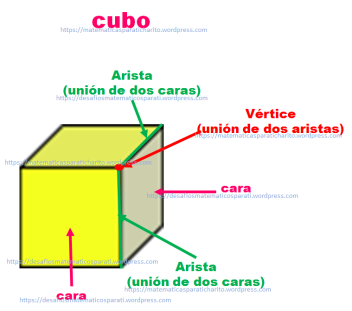 cubo
https://matematicasparaticharito.wordpress.com
Arista
(unión de dos caras)
https://desafiosmatematicosparati.wordpress.com
Vértice
(unión de dos aristas)
https://matematicasparaticharito.wordpress.com
https://matematicasparaticharito.wordpress.com
cara
https://desafiosmatematicosparati.wordpress.com
https://desafiosmatematicosparati.wordpress.com
Arista
(unión de dos caras)
https://matematicasparaticharito.wordpress.com
cara
https://desafiosmatematicosparati.wordpress.com